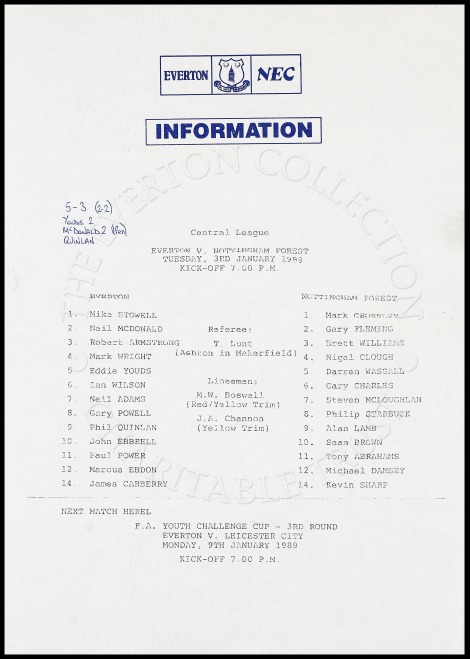 EVERTON NEC
INFORMATION
5-3 (2-2)
YOUDS 2
McDONALD 2 (Pen)
QUINLAN
Central League
EVERTON V. NOTTINGHAM FOREST
TUESDAY, 3RD JANUARY 1989
KICK-OFF 7.00 P.M.
EVERTON NOTTINGHAM FOREST
1. Mike STOWELL 1. Mark CROSSLEY
2. Neil MCDONALD Referee: 2. Gary FLEMING
3. Robert ARMSTRONG T. Lunt 3. Brett WILLIAMS
4. Mark WRIGHT (Ashton in Makerfield) 4. Nigel CLOUGH
5. Eddie YOUDS 5. Darren WASSALL
6. Ian WILSON Linesman: 6. Gary CHARLES
7. Neil ADAMS M.W. Boswall 7. Steven MCLOUGHLAN
(Red/Yellow Trim)
8. Gary POWELL 8. Philip STARBUCK
9. Phil QUINLAN J.A. Channon 9. Alan LAMB
(Yellow Trim)
10. John EBBRELL 10. Sean BROWN
11. Paul POWER 11. Tony ABRAHAMS
12. Marcus EBDON 12. Michael DANSEY
14. James CARBERRY 14. Kevin SHARP
NEXT MATCH HEREL
F.A. YOUTH CHALLENGE CUP - 3RD ROUND
EVERTON V. LEICESTER CITY
MONDAY, 9TH JANUARY 1989
KICK-OFF 7.00 P.M.
THE EVERTON COLLECTION CHARITABLE